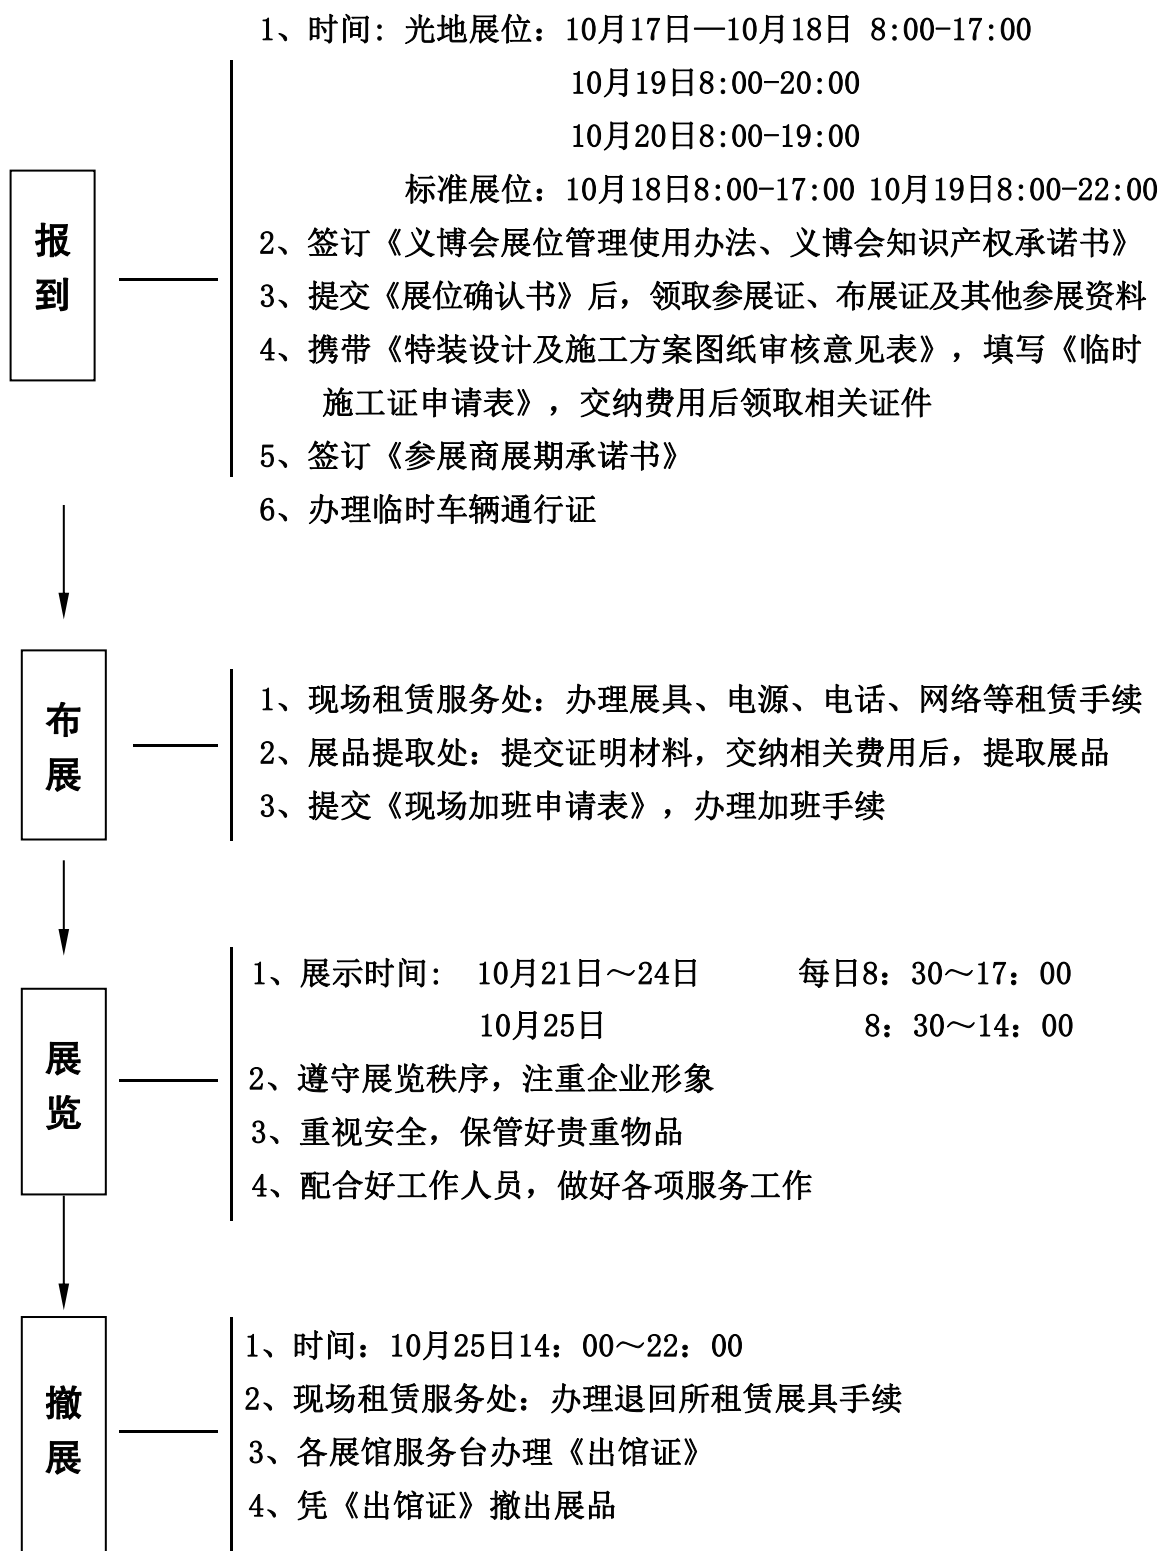 1、时间: 光地展位：10月17日—10月18日 8:00-17:00
10月19日8:00-20:00
10月20日8:00-19:00
标准展位：10月18日8:00-17:00 10月19日8:00-22:00
报
到
2、签订《义博会展位管理使用办法、义博会知识产权承诺书》
3、提交《展位确认书》后，领取参展证、布展证及其他参展资料
4、携带《特装设计及施工方案图纸审核意见表》，填写《临时
施工证申请表》，交纳费用后领取相关证件
5、签订《参展商展期承诺书》
6、办理临时车辆通行证
布
展
1、现场租赁服务处：办理展具、电源、电话、网络等租赁手续
2、展品提取处：提交证明材料，交纳相关费用后，提取展品
3、提交《现场加班申请表》，办理加班手续
展
览
1、展示时间: 10月21日～24日 每日8：30～17：00
10月25日 8：30～14：00
2、遵守展览秩序，注重企业形象
3、重视安全，保管好贵重物品
4、配合好工作人员，做好各项服务工作
撤
展
1、时间：10月25日14：00～22：00
2、现场租赁服务处：办理退回所租赁展具手续
3、各展馆服务台办理《出馆证》
4、凭《出馆证》撤出展品